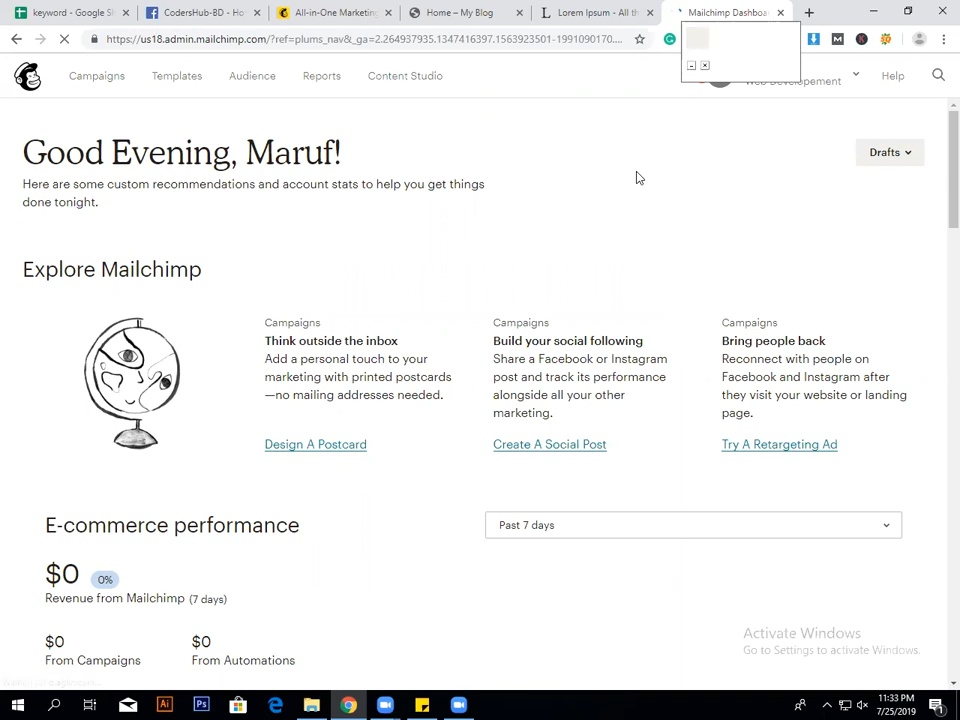 keyword - Google S
CodersHub-BD - Ho
All-in-One Marketing
Home – My Blog
Lorem Ipsum - All th
Mailchimp Dashboa
https://us18.admin.mailchimp.com/?ref=plums_nav&_ga=2.264937935.1347416397.1563923501-1991090170....
Campaigns
Templates
Audience
Reports
Content Studio
Web Developement
Help
Good Evening, Maruf!
Drafts
Here are some custom recommendations and account stats to help you get things
done tonight.
Explore Mailchimp
Campaigns
Think outside the inbox
Add a personal touch to your
marketing with printed postcards
—no mailing addresses needed.
Design A Postcard
Campaigns
Build your social following
Share a Facebook or Instagram
post and track its performance
alongside all your other
marketing.
Create A Social Post
Campaigns
Bring people back
Reconnect with people on
Facebook and Instagram after
they visit your website or landing
page.
Try A Retargeting Ad
E-commerce performance
Past 7 days
$0 0%
Revenue from Mailchimp (7 days)
$0
From Campaigns
$0
From Automations
Activate Windows
Go to Settings to activate Windows.
11:33 PM
7/25/2019